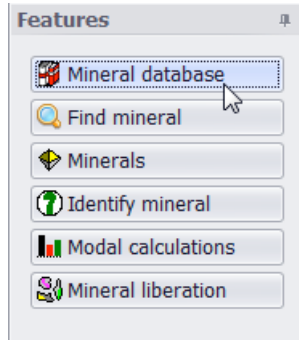 Features
Mineral database
Find mineral
Minerals
Identify mineral
Modal calculations
Mineral liberation